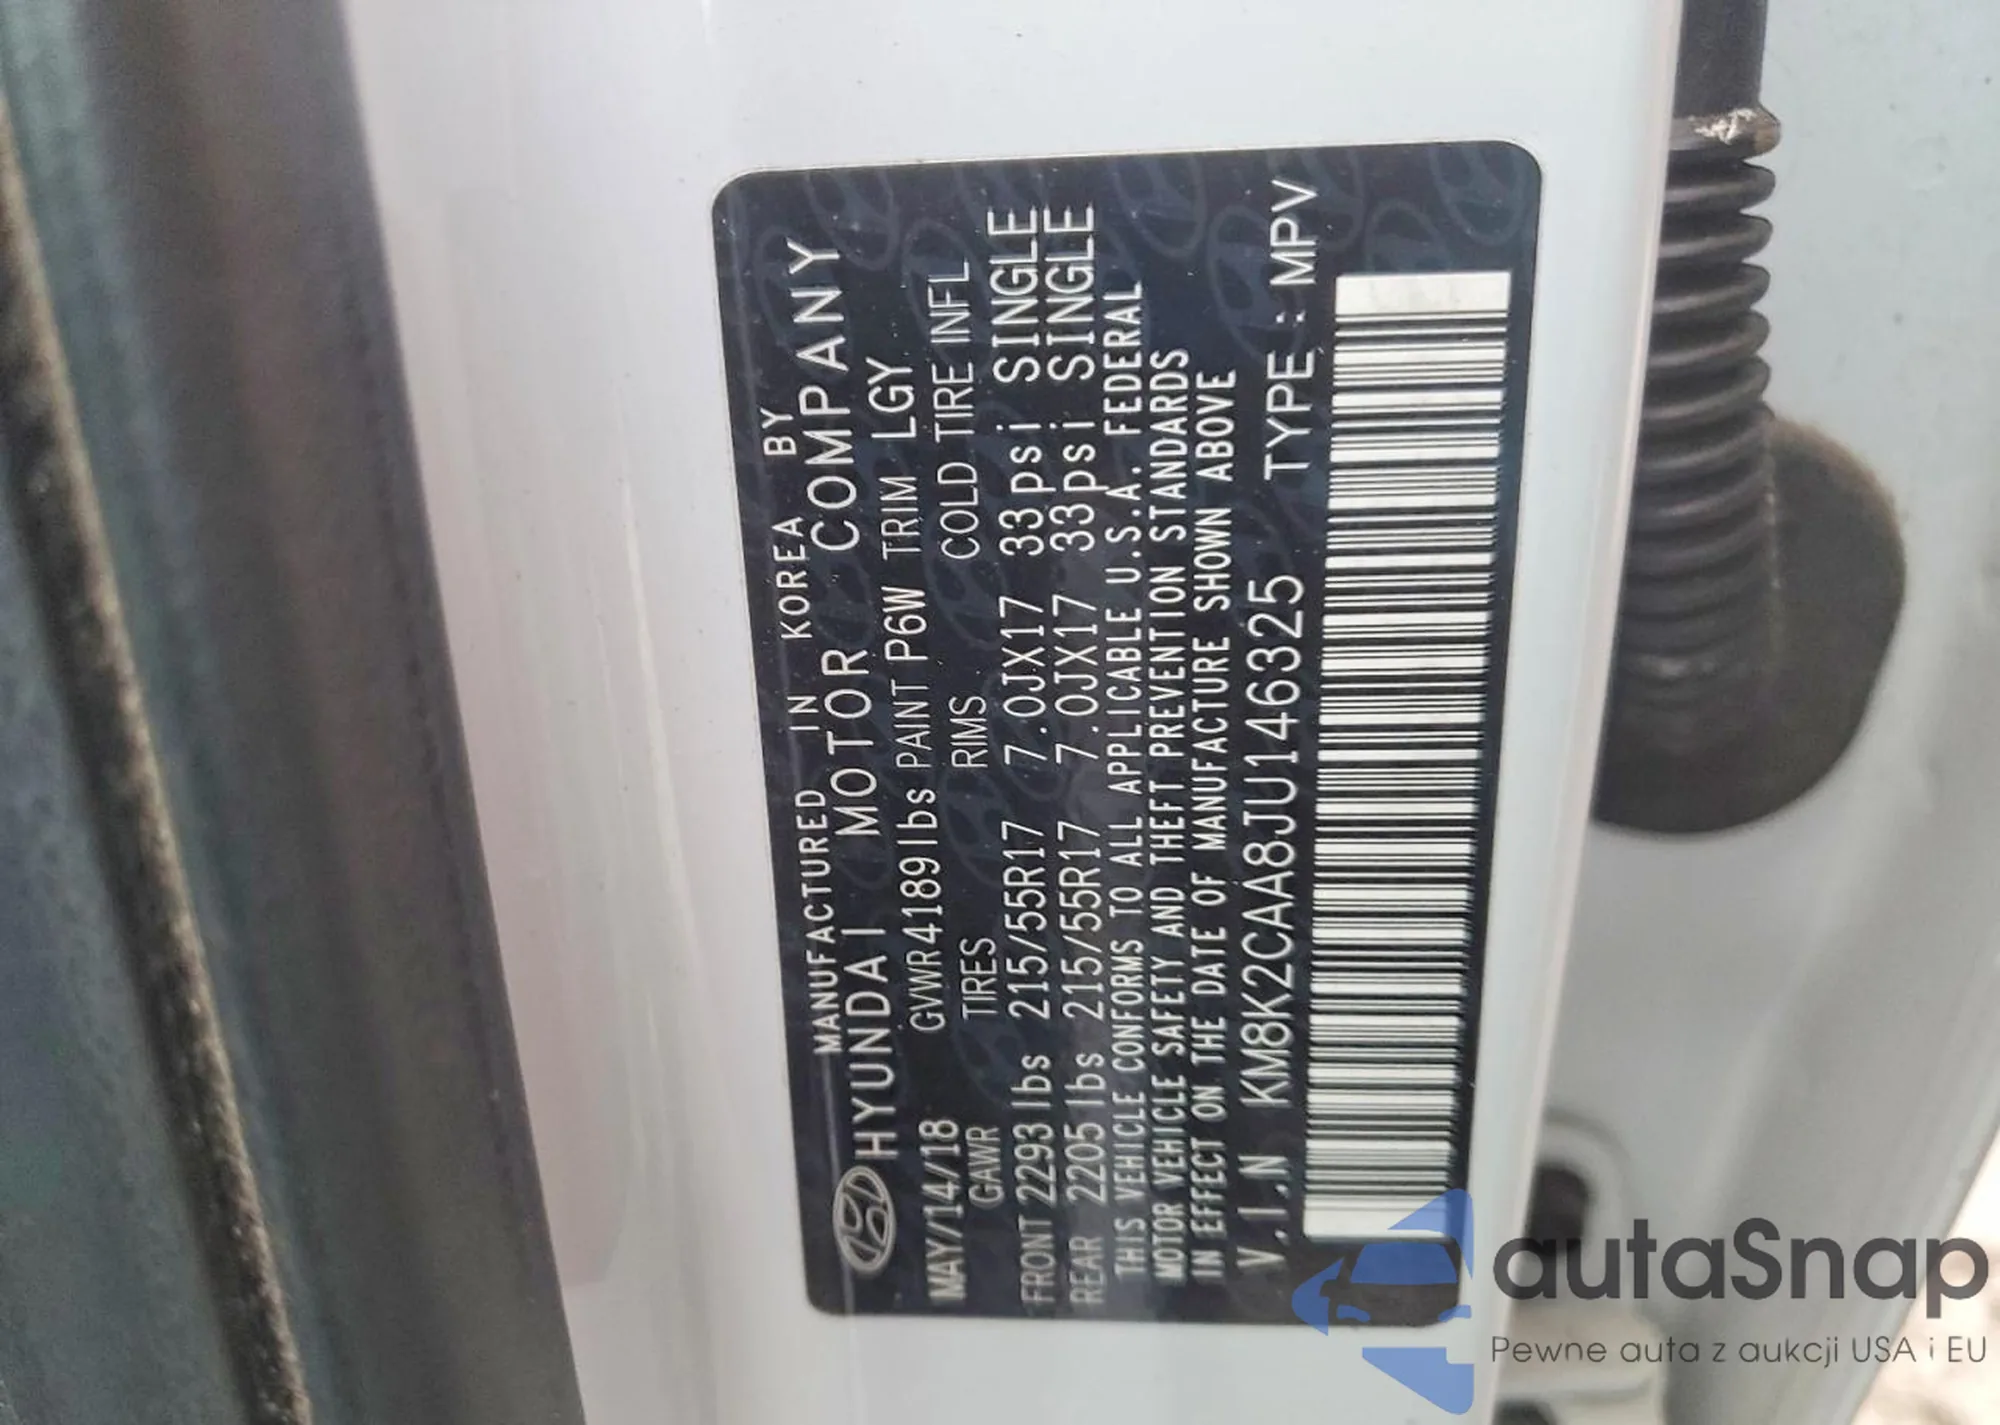 MANUFACTURED IN KOREA BY
HYUNDAI MOTOR COMPANY
MAY/14/18 GVWR 4189lbs PAINT P6W TRIM LGY
GAWR TIRES RIMS COLD TIRE INFL
FRONT 2293lbs 215/55R17 7.0JX17 33psi SINGLE
REAR 2205lbs 215/55R17 7.0JX17 33psi SINGLE
THIS VEHICLE CONFORMS TO ALL APPLICABLE U.S.A. FEDERAL
MOTOR VEHICLE SAFETY AND THEFT PREVENTION STANDARDS
IN EFFECT ON THE DATE OF MANUFACTURE SHOWN ABOVE
V.I.N KM8K2CAA8JU146325 TYPE : MPV
autoSnap
Pewne auta z aukcji USA i EU